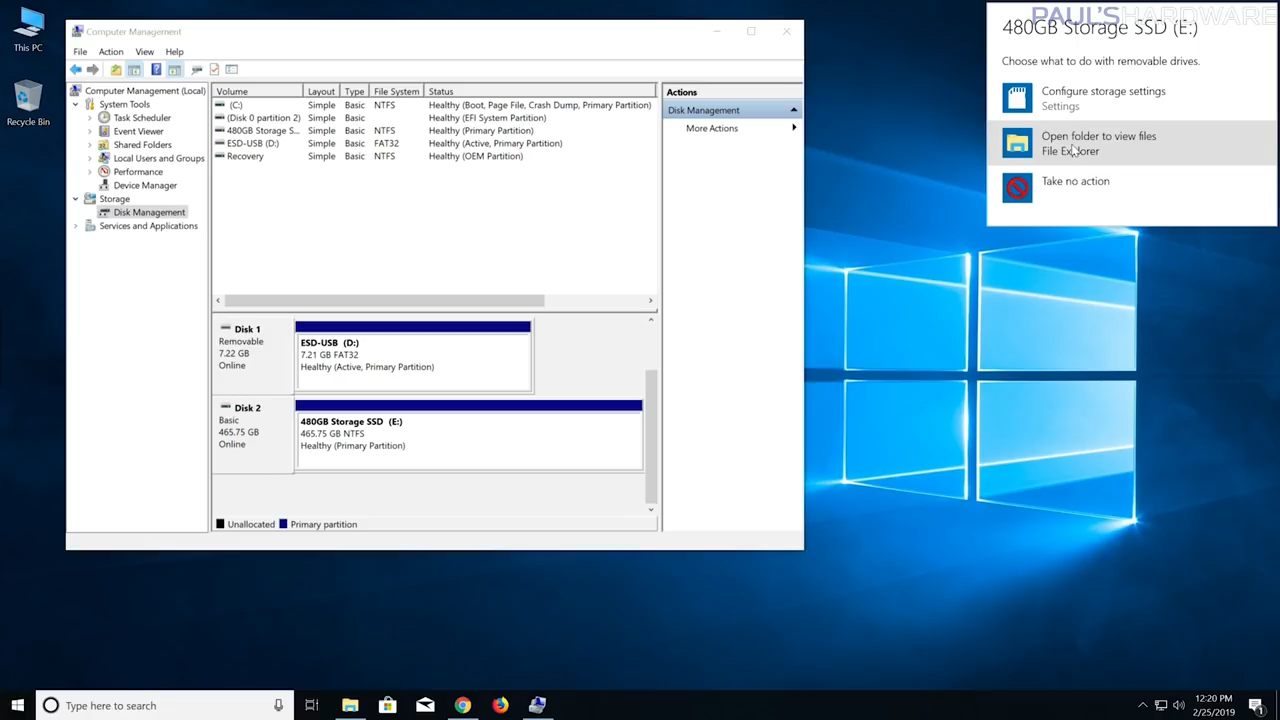 This PC
Recycle Bin
Computer Management
File Action View Help
Computer Management (Local)
System Tools
Task Scheduler
Event Viewer
Shared Folders
Local Users and Groups
Performance
Device Manager
Storage
Disk Management
Services and Applications
Volume Layout Type File System Status
(C:) Simple Basic NTFS Healthy (Boot, Page File, Crash Dump, Primary Partition)
(Disk 0 partition 2) Simple Basic Healthy (EFI System Partition)
480GB Storage S... Simple Basic NTFS Healthy (Primary Partition)
ESD-USB (D:) Simple Basic FAT32 Healthy (Active, Primary Partition)
Recovery Simple Basic NTFS Healthy (OEM Partition)
Disk 1
Removable
7.22 GB
Online
ESD-USB (D:)
7.21 GB FAT32
Healthy (Active, Primary Partition)
Disk 2
Basic
465.75 GB
Online
480GB Storage SSD (E:)
465.75 GB NTFS
Healthy (Primary Partition)
Unallocated Primary partition
Actions
Disk Management
More Actions
PAUL'SHARDWARE
480GB Storage SSD (E:)
Choose what to do with removable drives.
Configure storage settings
Settings
Open folder to view files
File Explorer
Take no action
Type here to search
12:20 PM
2/25/2019
1